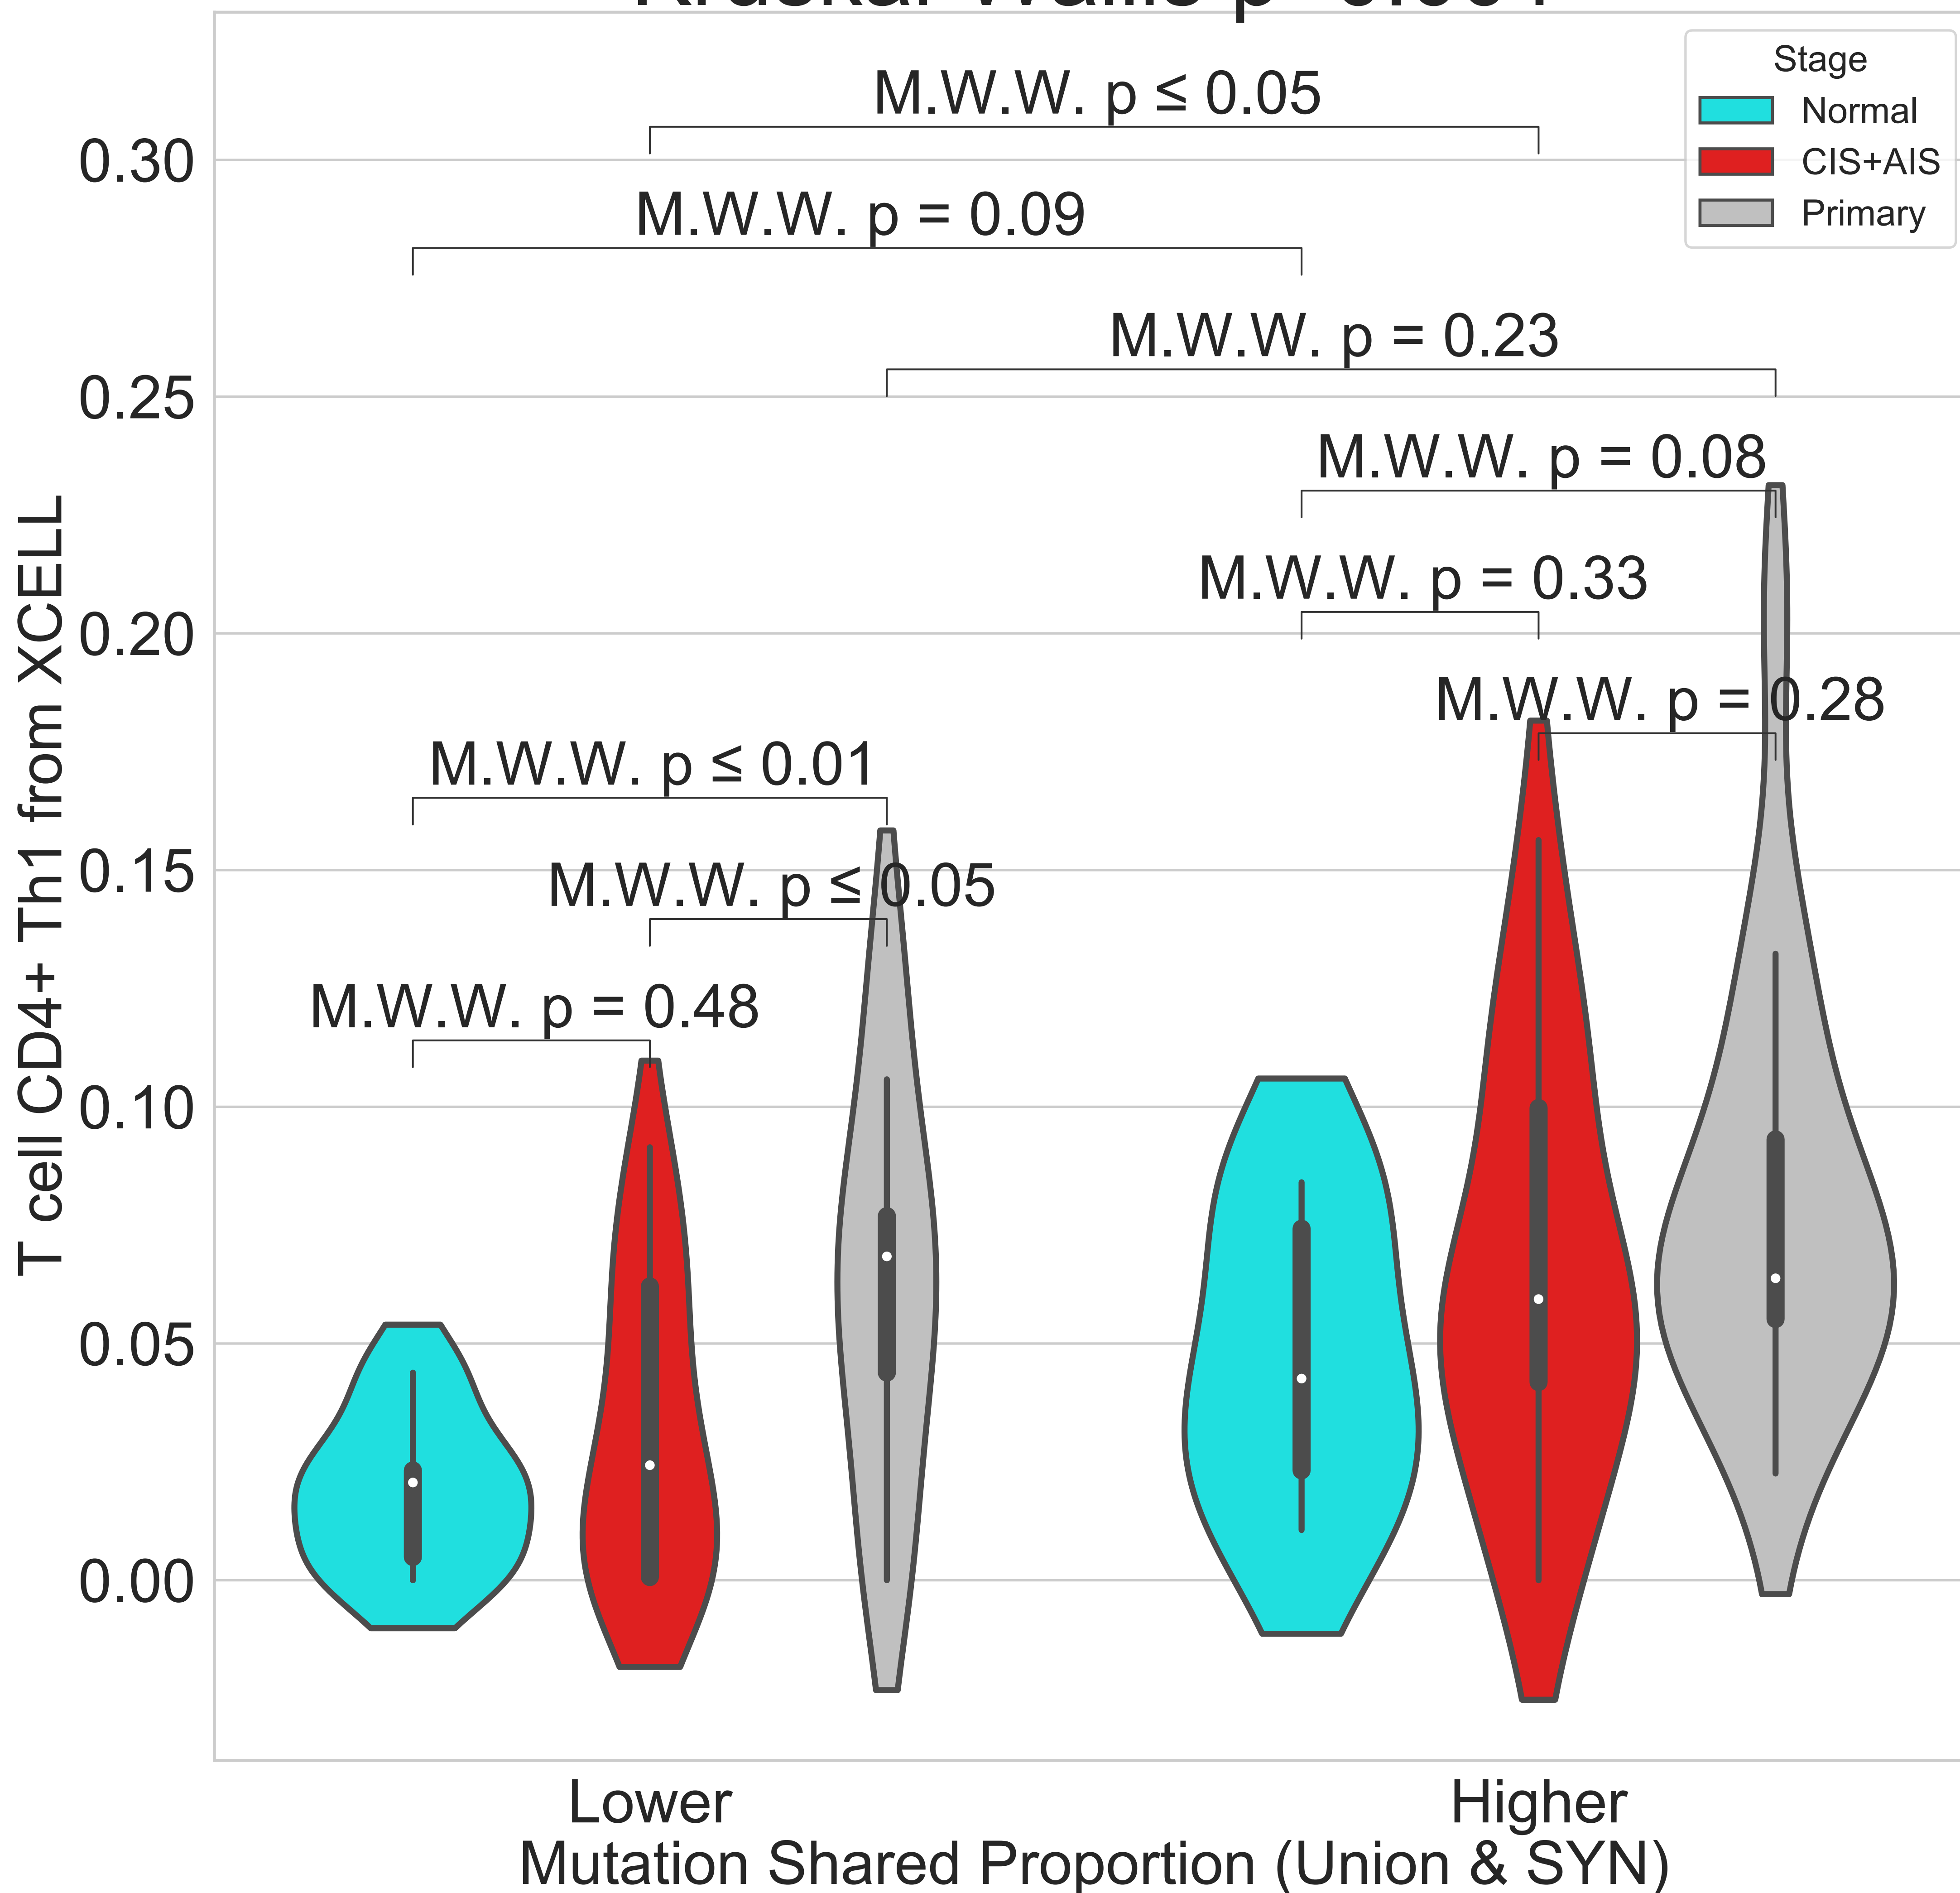 M.W.W. p ≤ 0.05
Stage
Normal
CIS+AIS
Primary
M.W.W. p = 0.09
M.W.W. p = 0.23
M.W.W. p = 0.08
M.W.W. p = 0.33
M.W.W. p = 0.28
M.W.W. p ≤ 0.01
M.W.W. p ≤ 0.05
M.W.W. p = 0.48
0.30
0.25
0.20
0.15
0.10
0.05
0.00
T cell CD4+ Th1 from XCELL
Lower
Higher
Mutation Shared Proportion (Union & SYN)